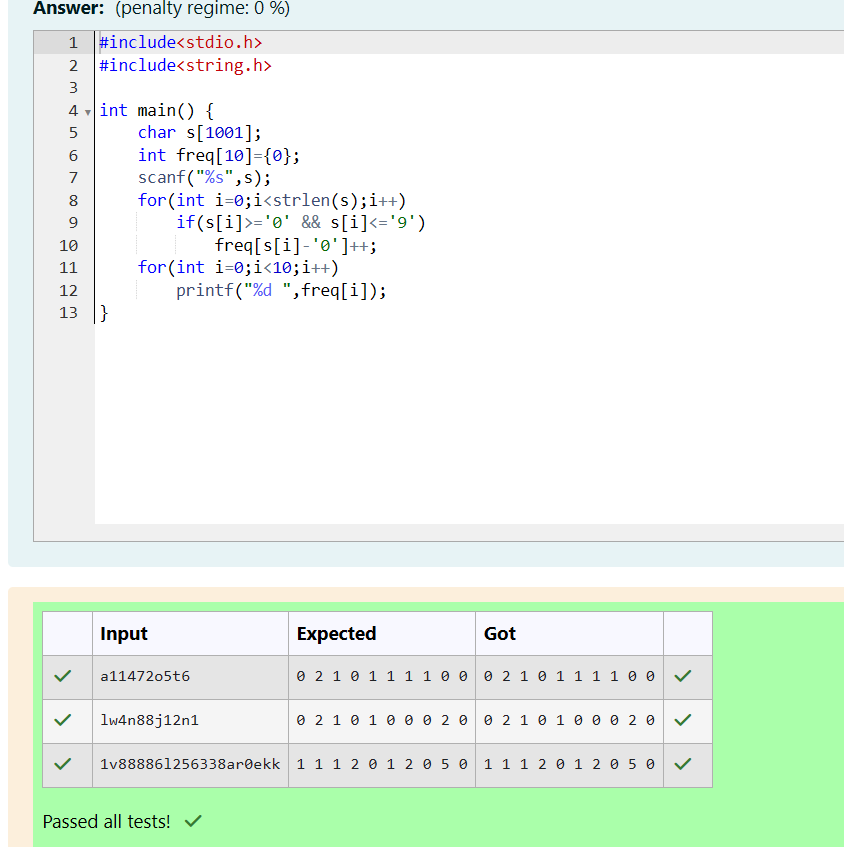 Answer: (penalty regime: 0 %)
1 #include<stdio.h>
2 #include<string.h>
3
4 int main() {
5 char s[1001];
6 int freq[10]={0};
7 scanf("%s",s);
8 for(int i=0;i<strlen(s);i++)
9 if(s[i]>='0' && s[i]<='9')
10 freq[s[i]-'0']++;
11 for(int i=0;i<10;i++)
12 printf("%d ",freq[i]);
13 }
Input Expected Got
a11472o5t6 0 2 1 0 1 1 1 1 0 0 0 2 1 0 1 1 1 1 0 0
lw4n88j12n1 0 2 1 0 1 0 0 0 2 0 0 2 1 0 1 0 0 0 2 0
1v88886l256338ar0ekk 1 1 1 2 0 1 2 0 5 0 1 1 1 2 0 1 2 0 5 0
Passed all tests!